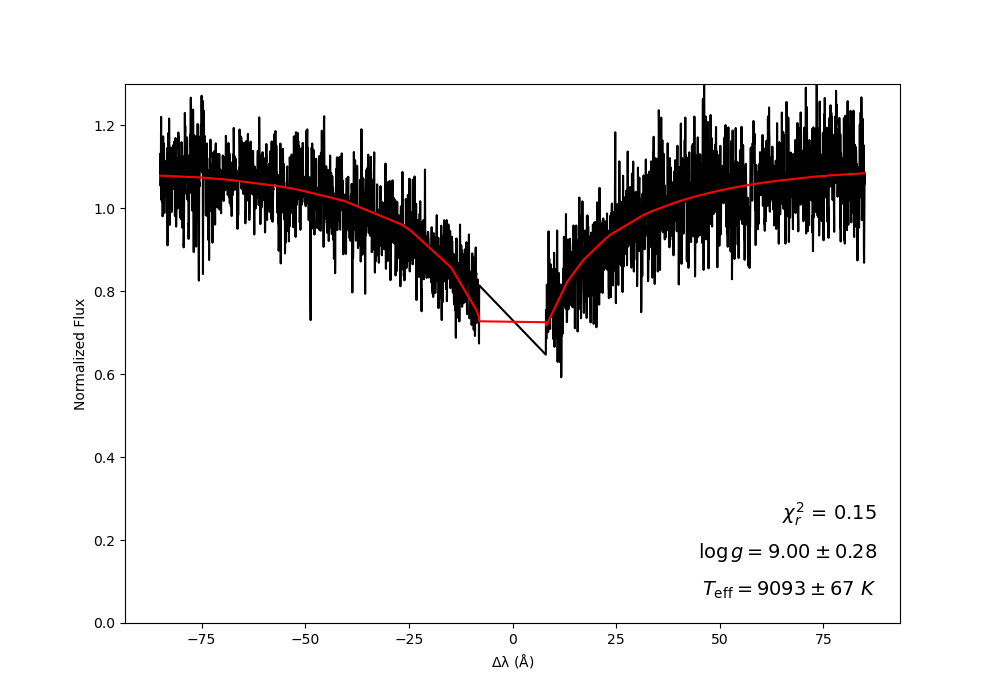 1.2
1.0
0.8
0.6
0.4
0.2
0.0
Normalized Flux
χ²ᵣ = 0.15
log g = 9.00 ± 0.28
T_eff = 9093 ± 67 K
−75 −50 −25 0 25 50 75
Δλ (Å)